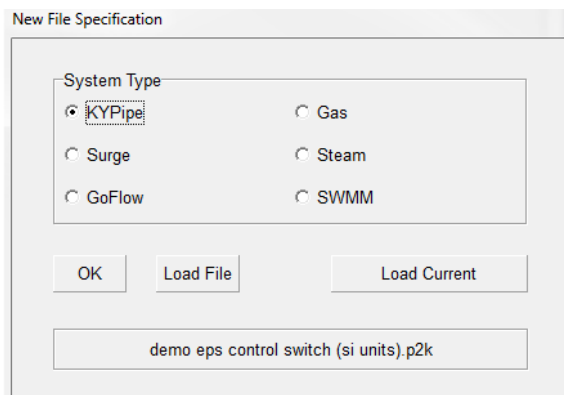 New File Specification
System Type
KYPipe Gas
Surge Steam
GoFlow SWMM
OK Load File Load Current
demo eps control switch (si units).p2k